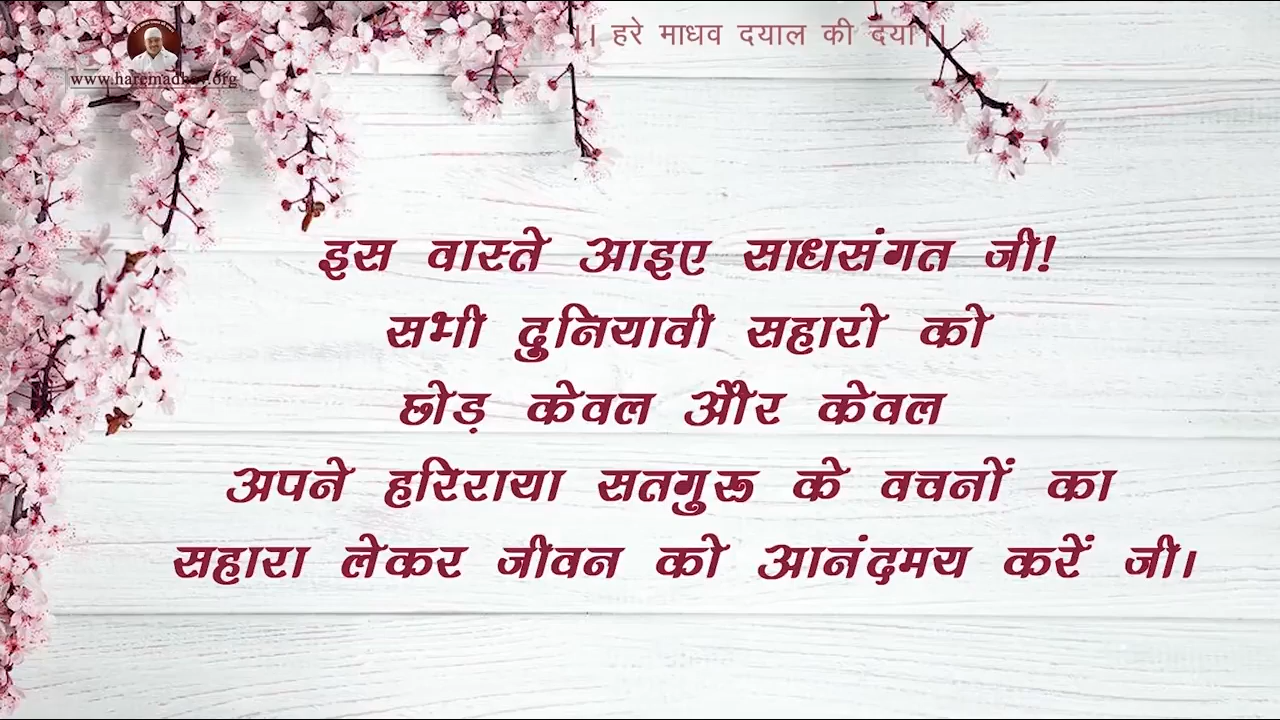 ।। हरे माधव दयाल की दया ।।
www.haremadhav.org
इस वास्ते आइए साधसंगत जी!
सभी दुनियावी सहारो को
छोड़ केवल और केवल
अपने हरिराया सतगुरू के वचनों का
सहारा लेकर जीवन को आनंदमय करें जी।